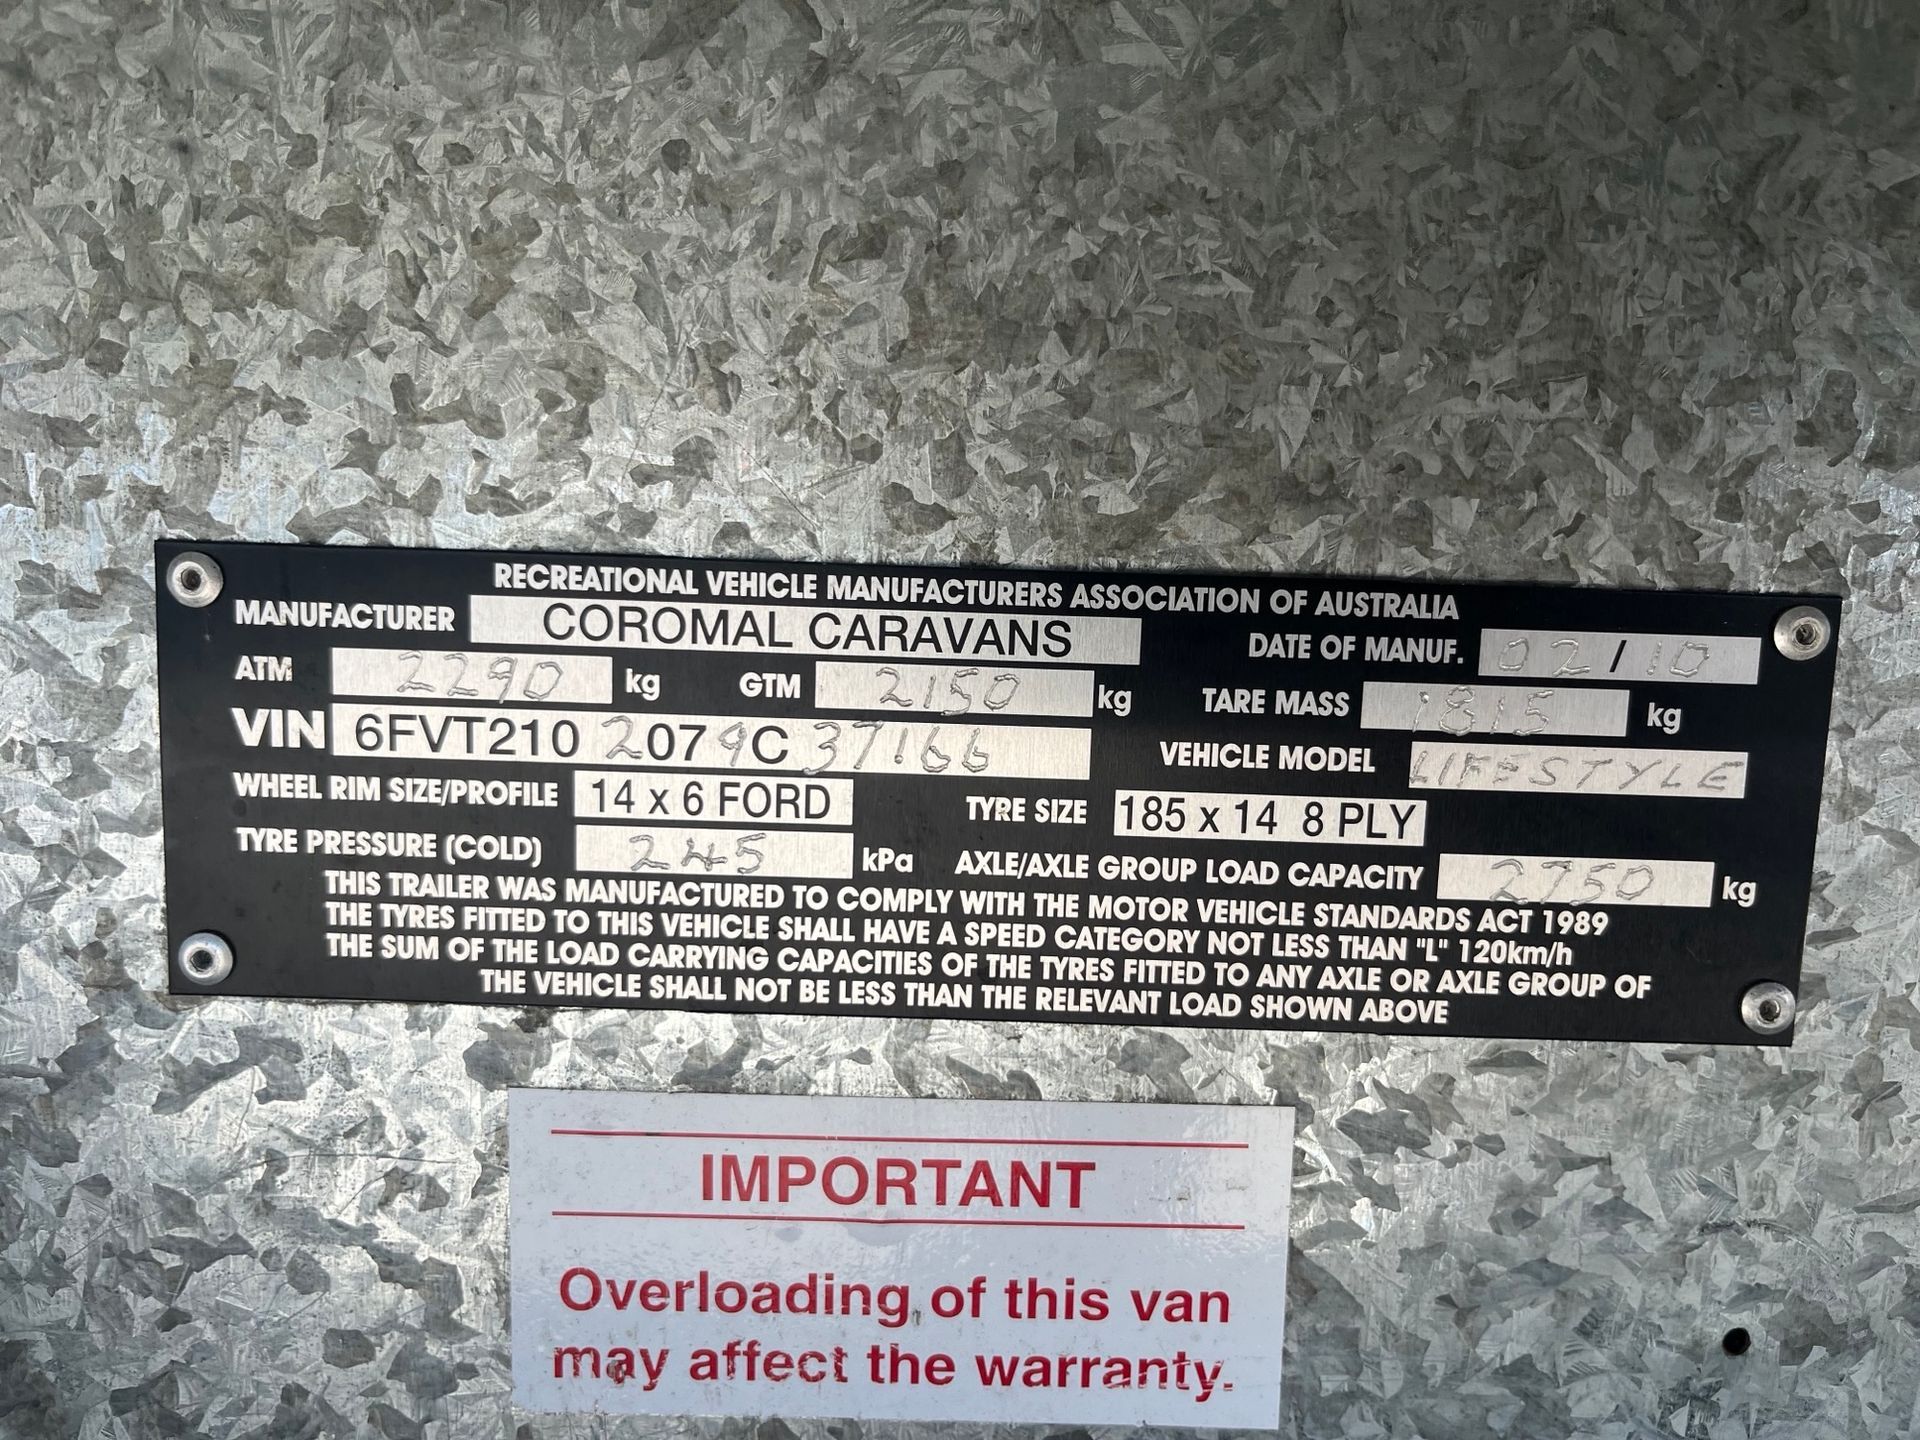 RECREATIONAL VEHICLE MANUFACTURERS ASSOCIATION OF AUSTRALIA
MANUFACTURER COROMAL CARAVANS DATE OF MANUF. 02 / 10
ATM 2290 kg GTM 2150 kg TARE MASS 1815 kg
VIN 6FVT210 2079C 37166 VEHICLE MODEL LIFESTYLE
WHEEL RIM SIZE/PROFILE 14 x 6 FORD TYRE SIZE 185 x 14 8 PLY
TYRE PRESSURE (COLD) 245 kPa AXLE/AXLE GROUP LOAD CAPACITY 2750 kg
THIS TRAILER WAS MANUFACTURED TO COMPLY WITH THE MOTOR VEHICLE STANDARDS ACT 1989
THE TYRES FITTED TO THIS VEHICLE SHALL HAVE A SPEED CATEGORY NOT LESS THAN "L" 120km/h
THE SUM OF THE LOAD CARRYING CAPACITIES OF THE TYRES FITTED TO ANY AXLE OR AXLE GROUP OF
THE VEHICLE SHALL NOT BE LESS THAN THE RELEVANT LOAD SHOWN ABOVE
IMPORTANT
Overloading of this van
may affect the warranty.